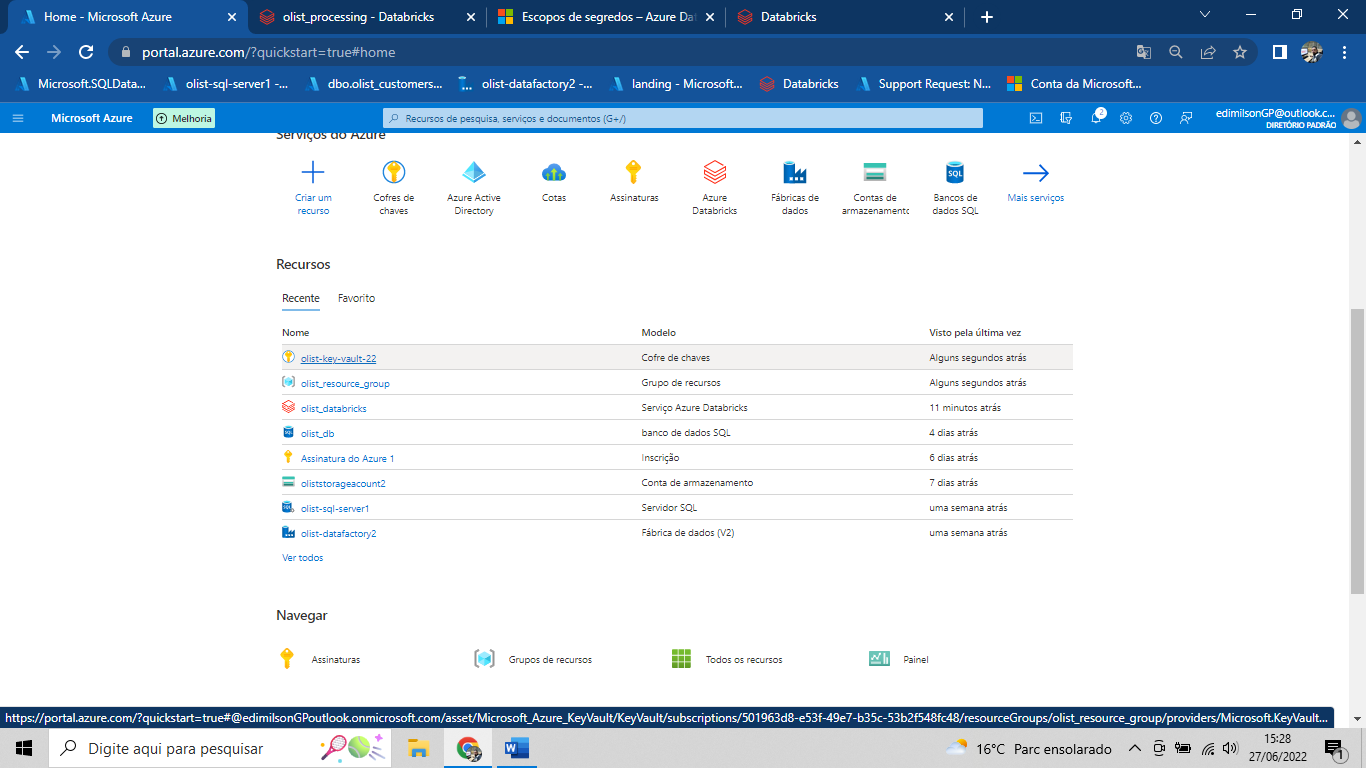 Home - Microsoft Azure
olist_processing - Databricks
Escopos de segredos – Azure Da
Databricks
portal.azure.com/?quickstart=true#home
Microsoft.SQLData...
olist-sql-server1 -...
dbo.olist_customers...
olist-datafactory2 -...
landing - Microsoft...
Databricks
Support Request: N...
Conta da Microsoft...
Microsoft Azure
Melhoria
Recursos de pesquisa, serviços e documentos (G+/)
2
edimilsonGP@outlook.c...
DIRETÓRIO PADRÃO
Serviços do Azure
Criar um
recurso
Cofres de
chaves
Azure Active
Directory
Cotas
Assinaturas
Azure
Databricks
Fábricas de
dados
Contas de
armazenamento
SQL
Bancos de
dados SQL
Mais serviços
Recursos
Recente
Favorito
Nome
Modelo
Visto pela última vez
olist-key-vault-22
Cofre de chaves
Alguns segundos atrás
olist_resource_group
Grupo de recursos
Alguns segundos atrás
olist_databricks
Serviço Azure Databricks
11 minutos atrás
olist_db
banco de dados SQL
4 dias atrás
Assinatura do Azure 1
Inscrição
6 dias atrás
oliststorageacount2
Conta de armazenamento
7 dias atrás
olist-sql-server1
Servidor SQL
uma semana atrás
olist-datafactory2
Fábrica de dados (V2)
uma semana atrás
Ver todos
Navegar
Assinaturas
Grupos de recursos
Todos os recursos
Painel
https://portal.azure.com/?quickstart=true#@edimilsonGPoutlook.onmicrosoft.com/asset/Microsoft_Azure_KeyVault/KeyVault/subscriptions/501963d8-e53f-49e7-b35c-53b2f548fc48/resourceGroups/olist_resource_group/providers/Microsoft.KeyVault...
Digite aqui para pesquisar
16°C Parc ensolarado
15:28
27/06/2022
1